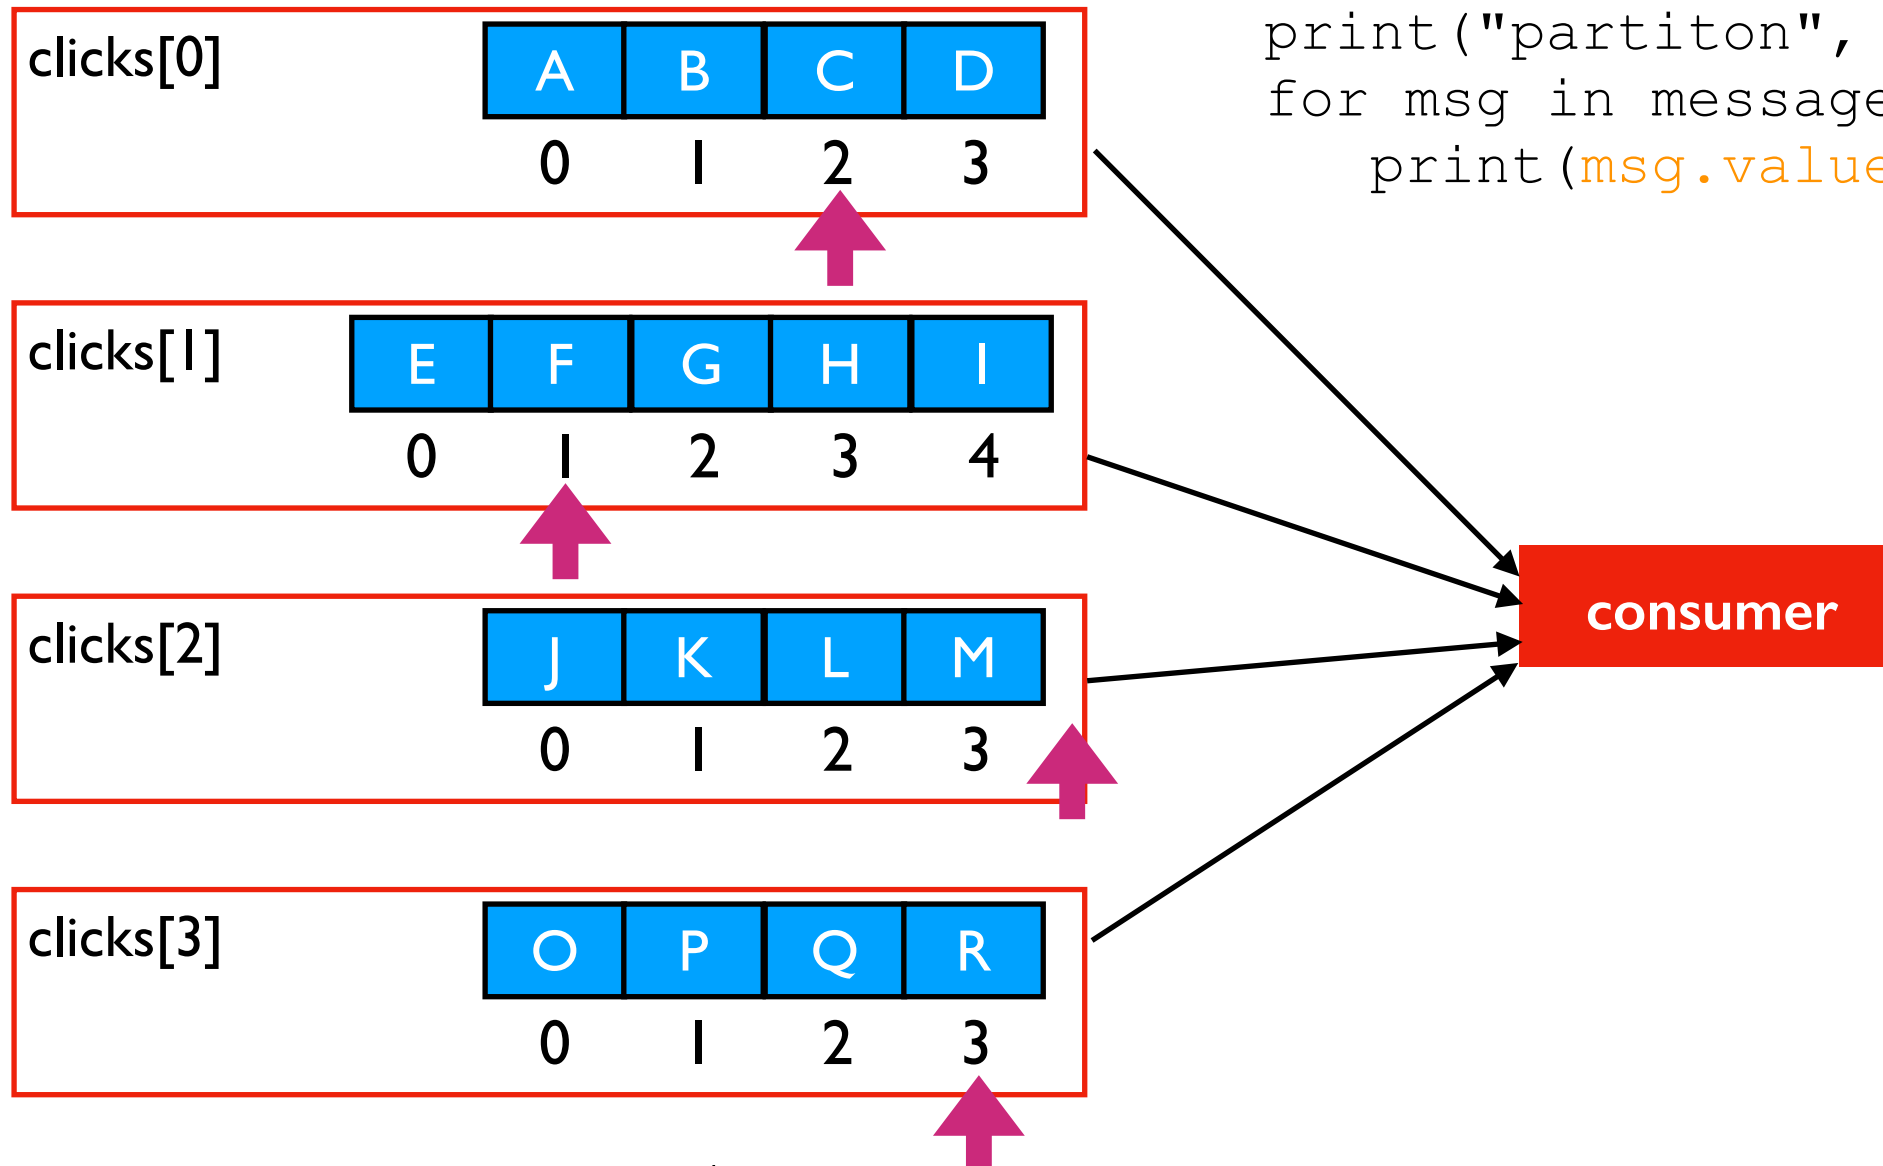 clicks[0]
A B C D
0 1 2 3
print("partiton",
for msg in message
print(msg.value
clicks[1]
E F G H I
0 1 2 3 4
clicks[2]
J K L M
0 1 2 3
consumer
clicks[3]
O P Q R
0 1 2 3